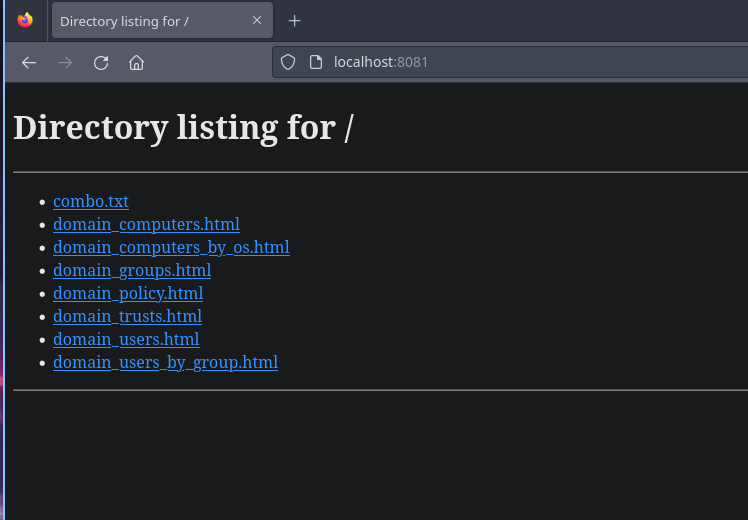 Directory listing for /
localhost:8081
Directory listing for /
combo.txt
domain_computers.html
domain_computers_by_os.html
domain_groups.html
domain_policy.html
domain_trusts.html
domain_users.html
domain_users_by_group.html